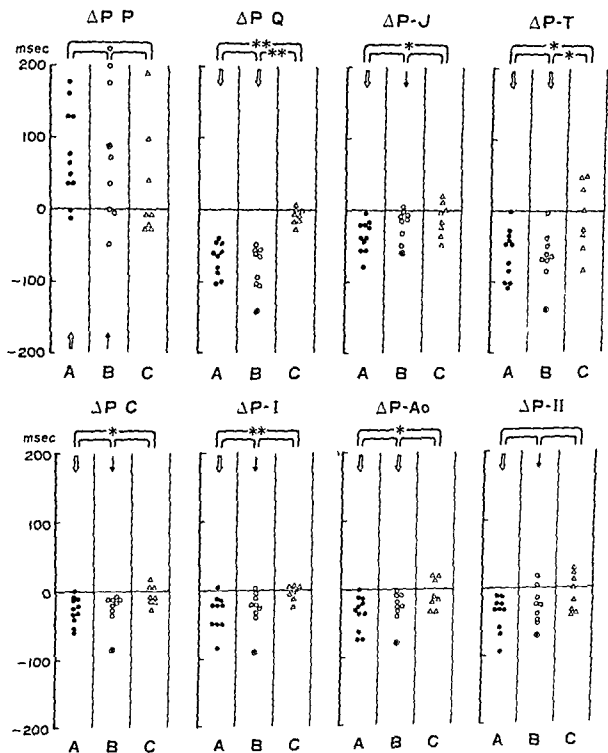 ΔP P ΔP Q ΔP-J ΔP-T
msec ** * *
200 ** *
100
0
-100
-200
A B C A B C A B C A B C
ΔP C ΔP-I ΔP-Ao ΔP-II
msec * ** *
200
100
0
-100
-200
A B C A B C A B C A B C